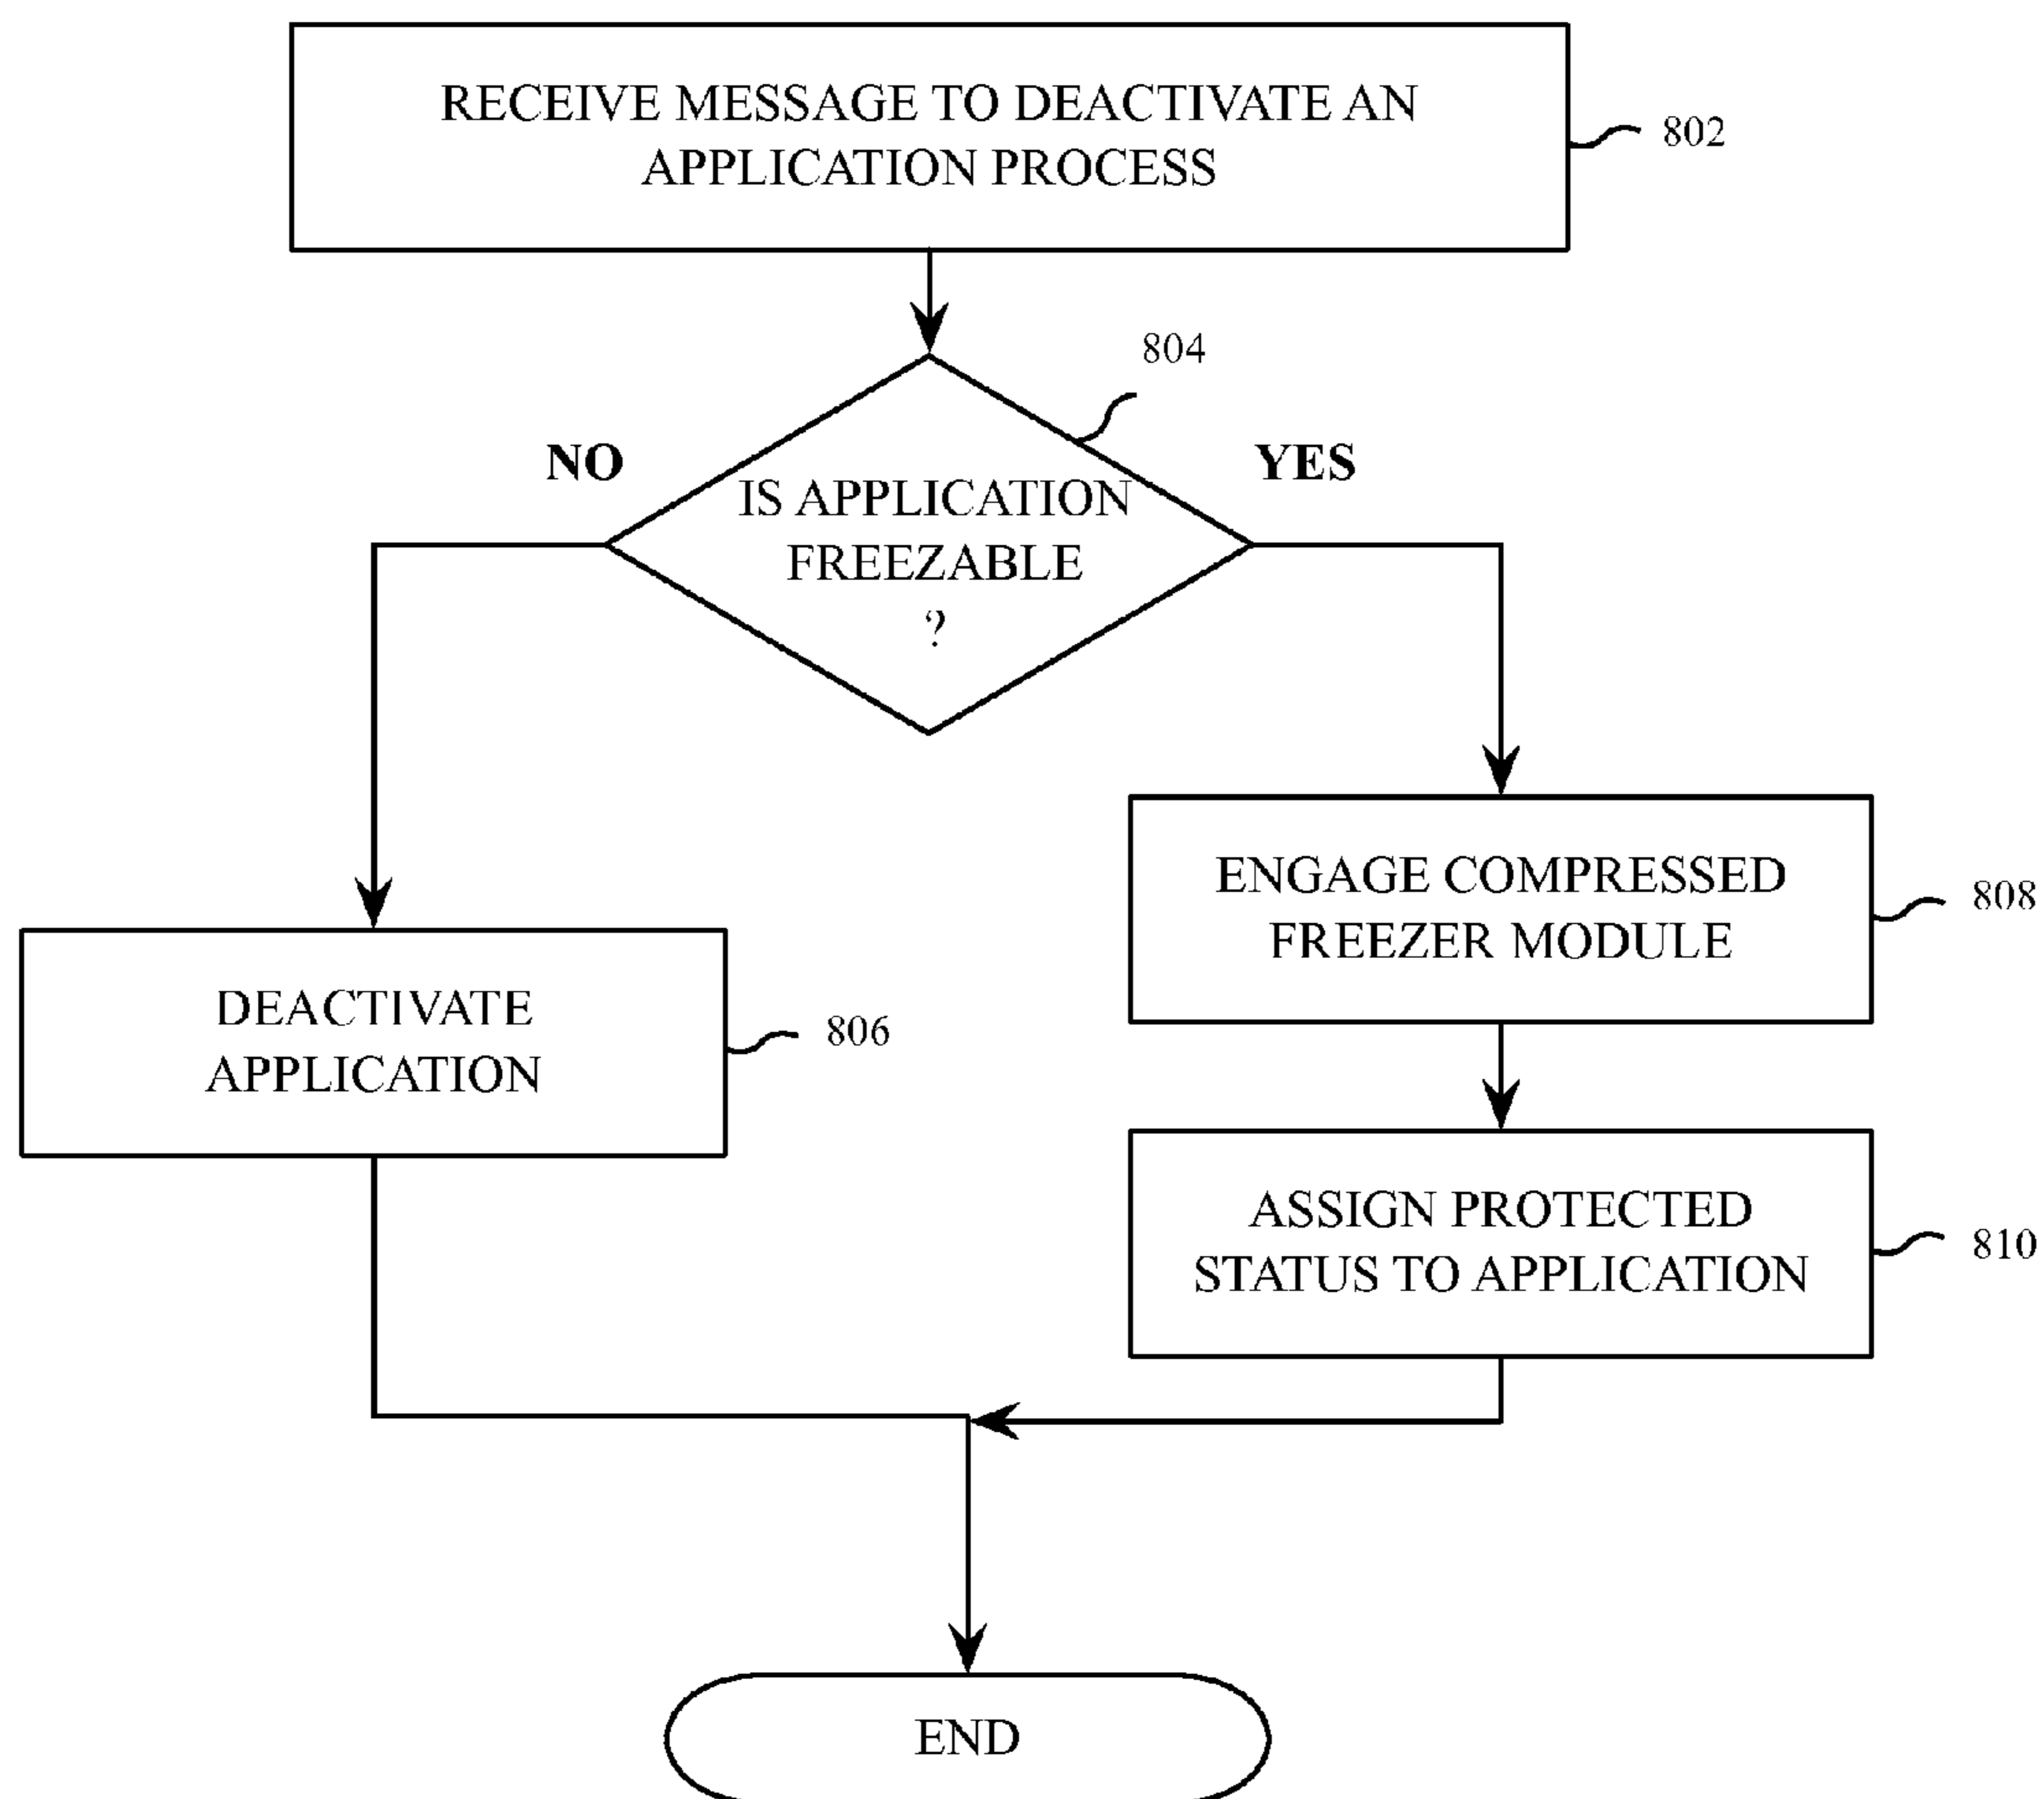 RECEIVE MESSAGE TO DEACTIVATE AN
APPLICATION PROCESS
802
804
NO
YES
IS APPLICATION
FREEZABLE
?
ENGAGE COMPRESSED
FREEZER MODULE
808
DEACTIVATE
APPLICATION
806
ASSIGN PROTECTED
STATUS TO APPLICATION
810
END